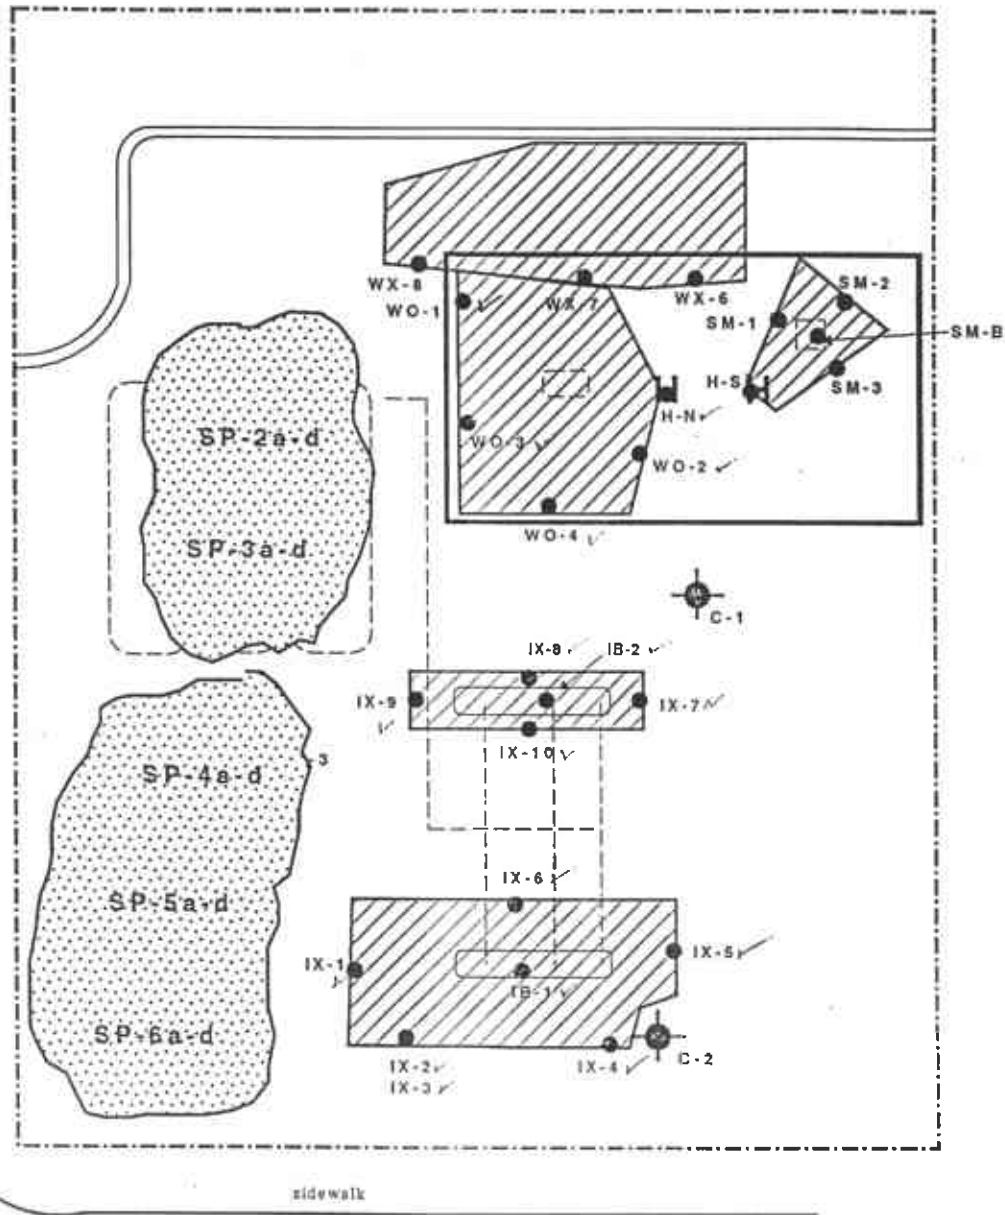 WX-8
WX-7
WX-6
SM-2
WO-1
SM-1
SM-B
SM-3
H-S
H-N
SP-2a-d
WO-3
WO-2
WO-4
SP-3a-d
C-1
IX-8
IB-2
IX-9
IX-7
IX-10
SP-4a-d
3
IX-6
SP-5a-d
IX-5
IX-1
IB-1
SP-6a-d
IX-2
IX-3
IX-4
C-2
sidewalk